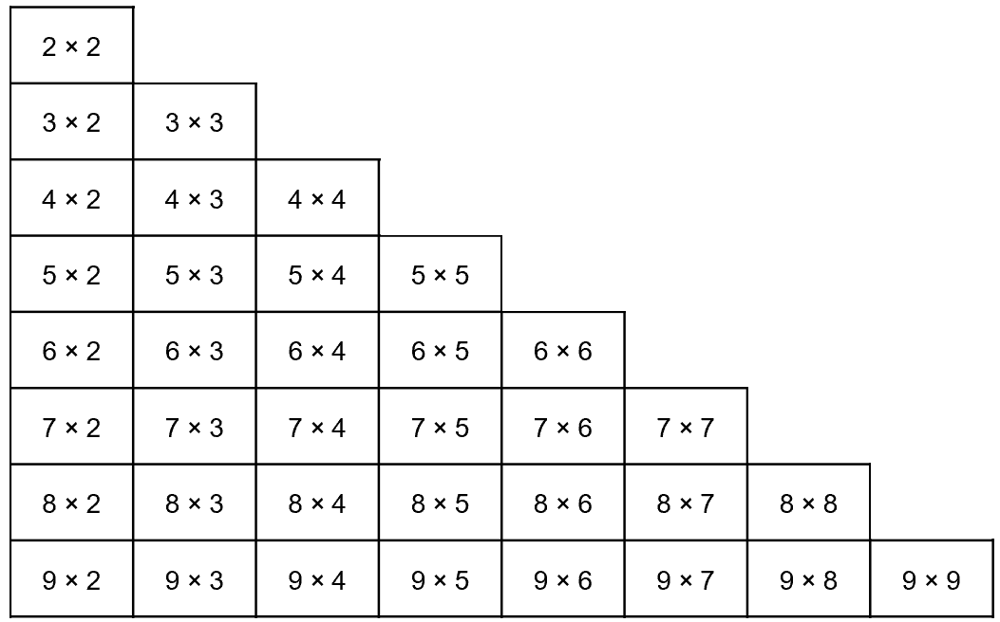 2 × 2
3 × 2 3 × 3
4 × 2 4 × 3 4 × 4
5 × 2 5 × 3 5 × 4 5 × 5
6 × 2 6 × 3 6 × 4 6 × 5 6 × 6
7 × 2 7 × 3 7 × 4 7 × 5 7 × 6 7 × 7
8 × 2 8 × 3 8 × 4 8 × 5 8 × 6 8 × 7 8 × 8
9 × 2 9 × 3 9 × 4 9 × 5 9 × 6 9 × 7 9 × 8 9 × 9